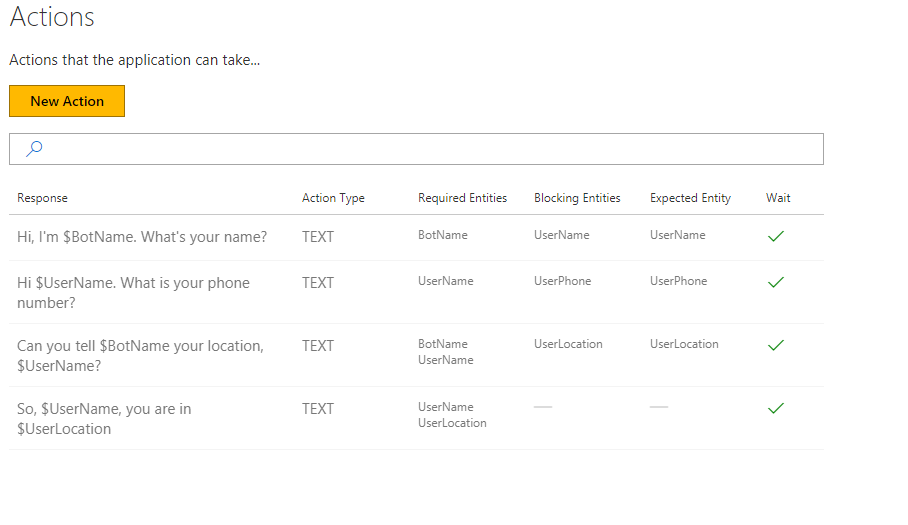 Actions
Actions that the application can take...
New Action
Response Action Type Required Entities Blocking Entities Expected Entity Wait
Hi, I'm $BotName. What's your name? TEXT BotName UserName UserName
Hi $UserName. What is your phone TEXT UserName UserPhone UserPhone
number?
Can you tell $BotName your location, TEXT BotName UserLocation UserLocation
$UserName? UserName
So, $UserName, you are in TEXT UserName — —
$UserLocation UserLocation